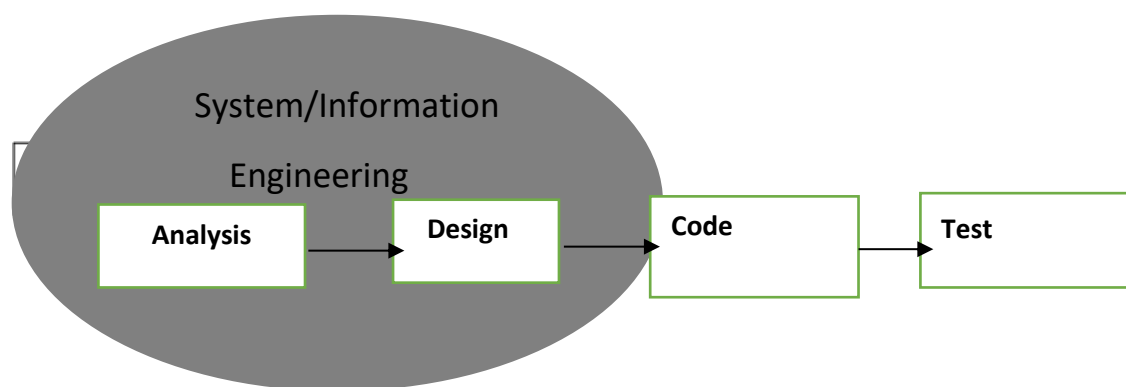 System/Information
Engineering
Analysis
Design
Code
Test